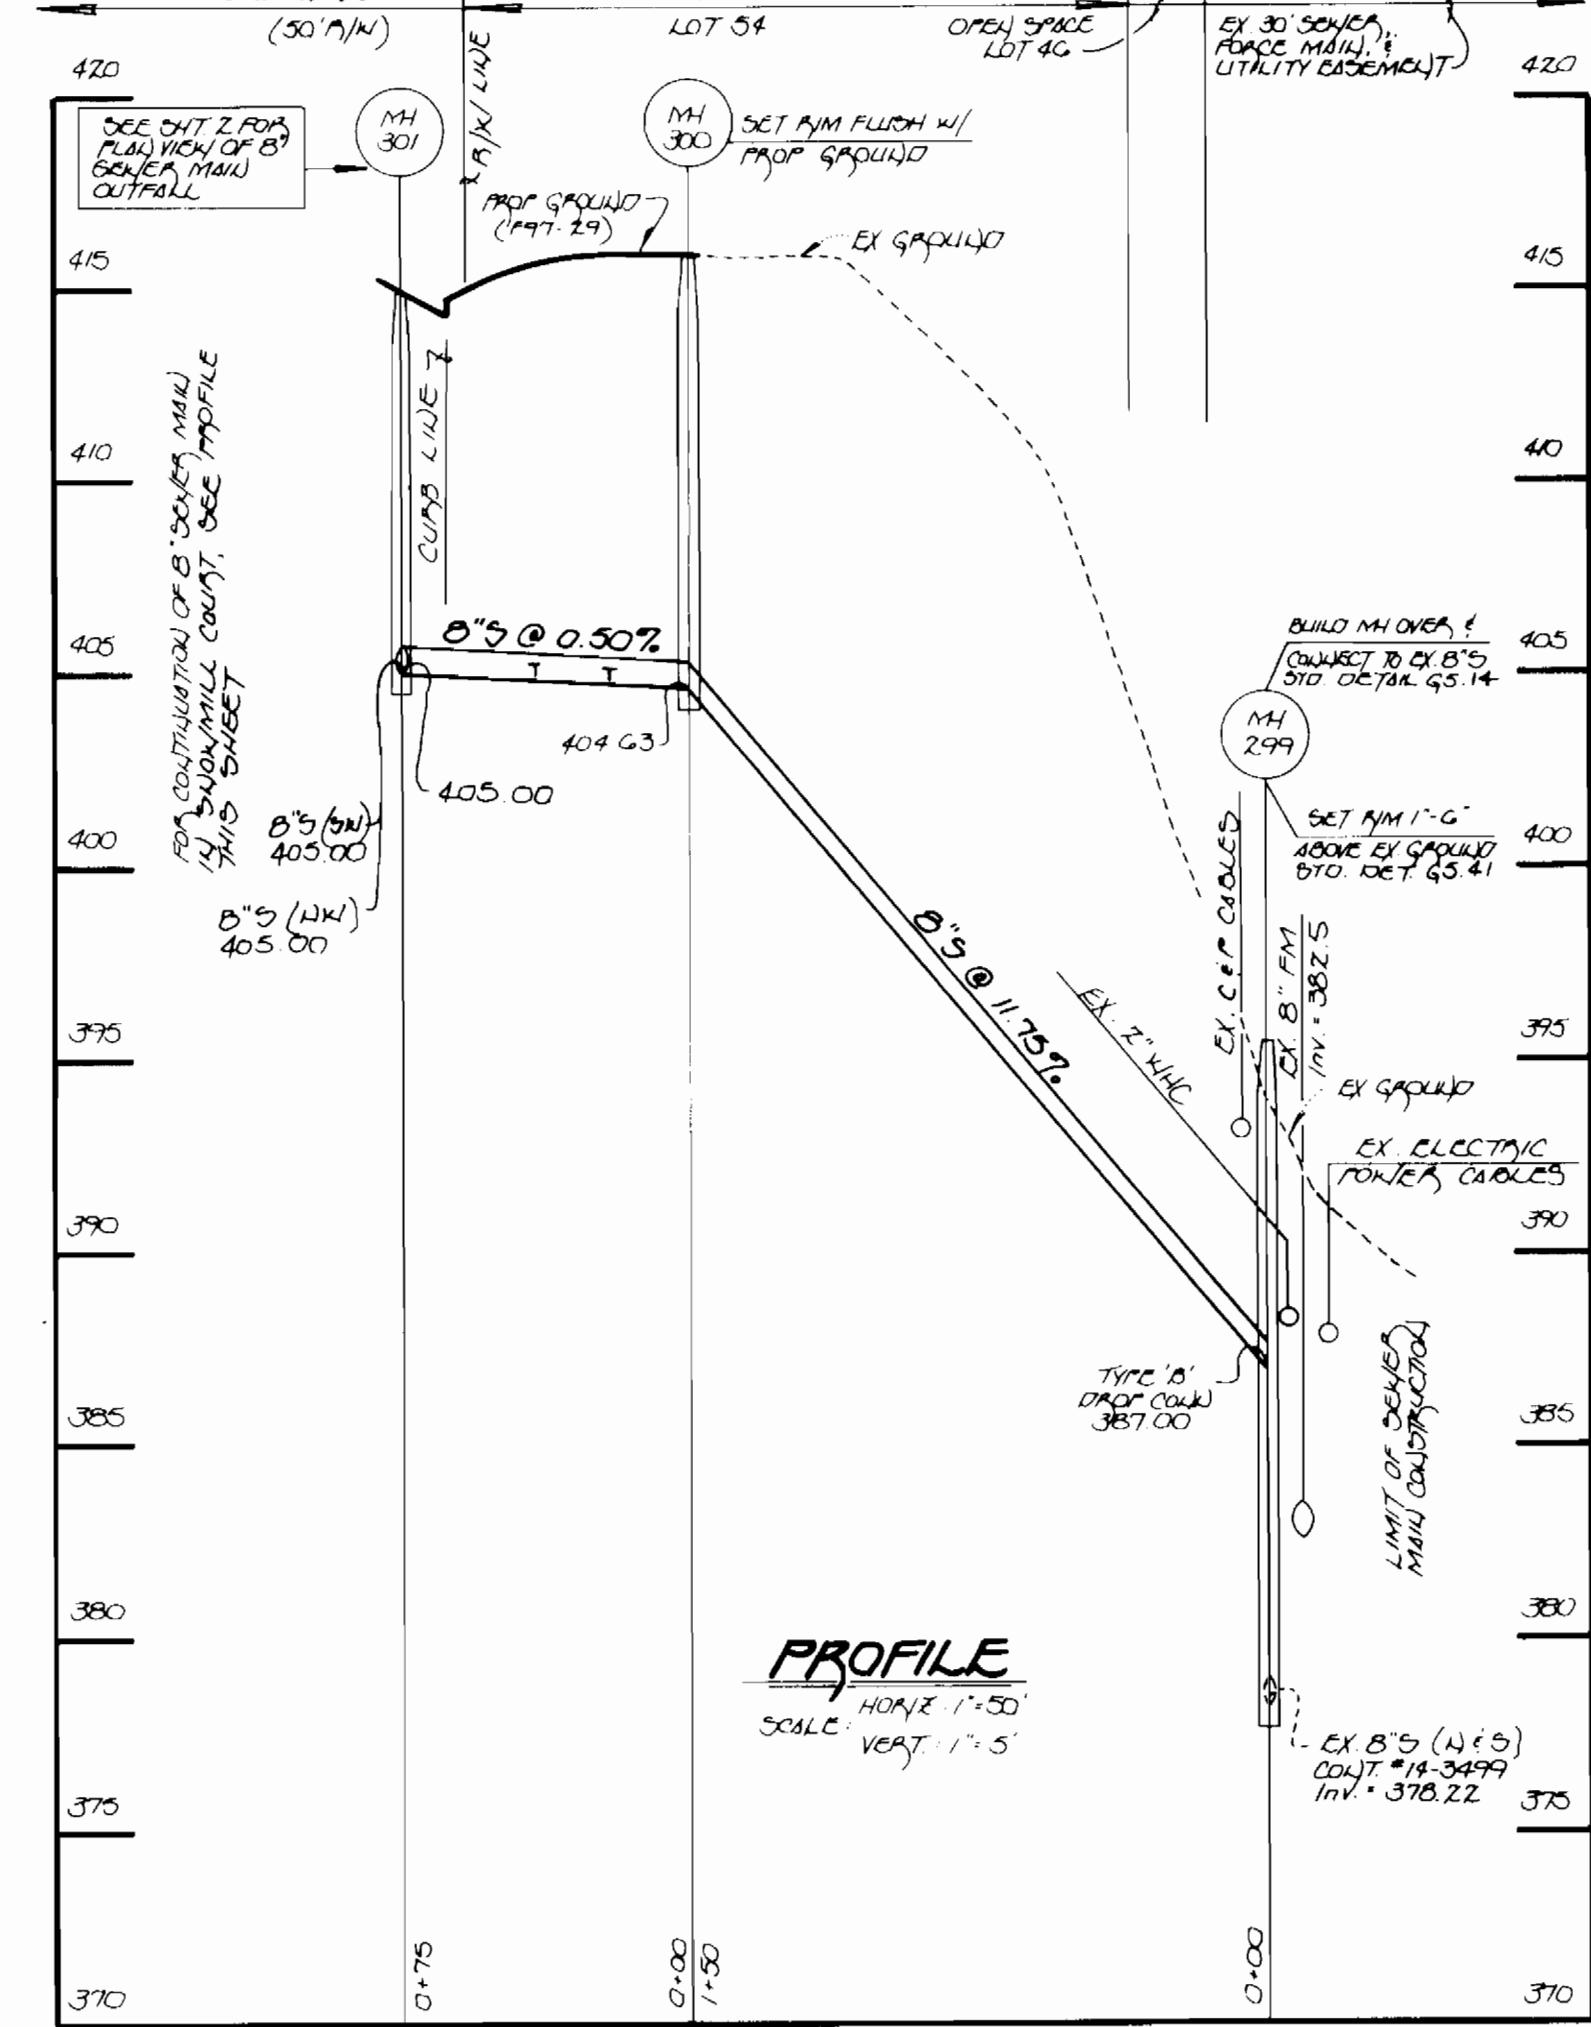 (50' R/W)
LOT 54
OPEN SPACE
LOT 46
EX. 30' SEWER,
FORCE MAIN, &
UTILITY EASEMENT
R/W LINE
420
420
SEE SHT. 2 FOR
PLAN VIEW OF 8"
SEWER MAIN
OUTFALL
MH
301
MH
300
SET RIM FLUSH W/
PROP GROUND
PROP GROUND
(F97-29)
EX GROUND
415
415
410
410
FOR CONTINUATION OF 8" SEWER MAIN
IN SNOWMILL COURT, SEE PROFILE
THIS SHEET
CURB LINE
405
405
8"S @ 0.50%
T T
404.63
405.00
8"S (SW)
405.00
8"S (NW)
405.00
BUILD MH OVER &
CONNECT TO EX. 8"S
STD. DETAIL G5.14
MH
299
SET RIM 1'-6"
ABOVE EX GROUND
STD. DET. G5.41
400
400
8"S @ 11.75%
EX. 2" WHC
EX. C & P CABLES
EX. 8" FM
Inv. = 382.5
EX GROUND
395
395
EX. ELECTRIC
POWER CABLES
390
390
TYPE 'B'
DROP CONN
387.00
385
385
LIMIT OF SEWER
MAIN CONSTRUCTION
380
380
PROFILE
SCALE: HORIZ. 1"=50'
VERT. 1"=5'
EX. 8"S (N & S)
CONT. #14-3499
Inv. = 378.22
375
375
0+75
0+00
1+50
0+00
370
370